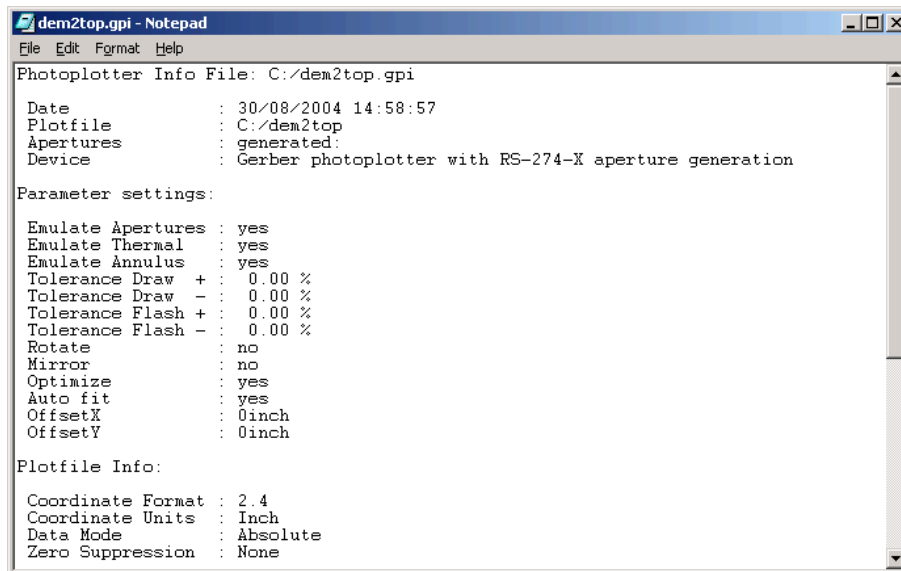 dem2top.gpi - Notepad
File Edit Format Help
Photoplotter Info File: C:/dem2top.gpi
Date : 30/08/2004 14:58:57
Plotfile : C:/dem2top
Apertures : generated:
Device : Gerber photoplotter with RS-274-X aperture generation
Parameter settings:
Emulate Apertures : yes
Emulate Thermal : yes
Emulate Annulus : yes
Tolerance Draw + : 0.00 %
Tolerance Draw - : 0.00 %
Tolerance Flash + : 0.00 %
Tolerance Flash - : 0.00 %
Rotate : no
Mirror : no
Optimize : yes
Auto fit : yes
OffsetX : 0inch
OffsetY : 0inch
Plotfile Info:
Coordinate Format : 2.4
Coordinate Units : Inch
Data Mode : Absolute
Zero Suppression : None